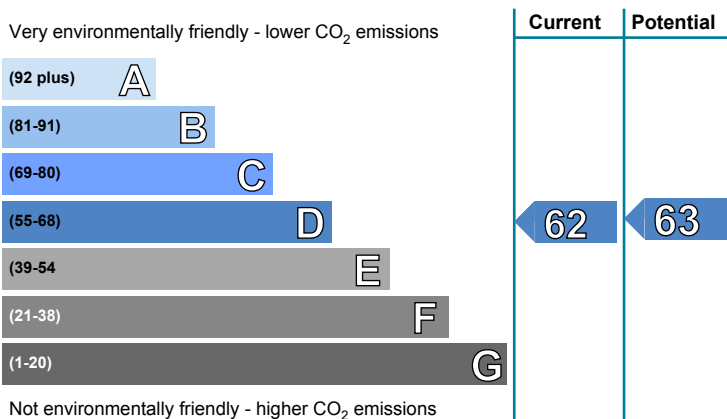 Current Potential
Very environmentally friendly - lower CO2 emissions
(92 plus) A
(81-91) B
(69-80) C
(55-68) D 62 63
(39-54 E
(21-38) F
(1-20) G
Not environmentally friendly - higher CO2 emissions